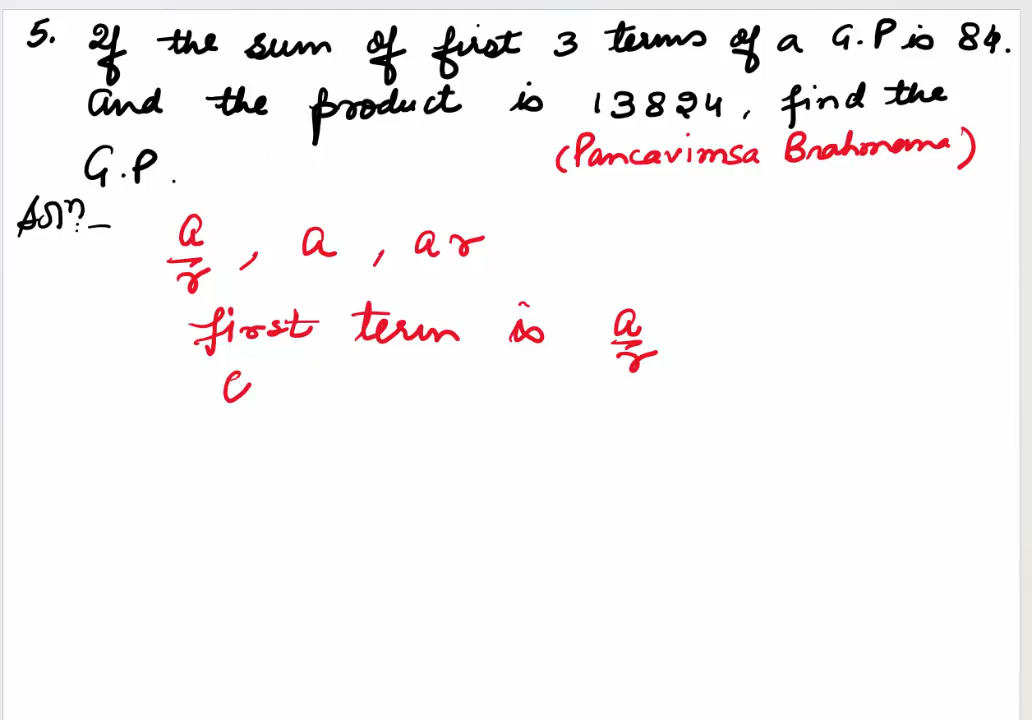 5. If the sum of first 3 terms of a G.P is 84.
and the product is 13824, find the
G.P.
(Pancavimsa Brahmana)
Soln:-
a/r, a, ar
first term is a/r
C